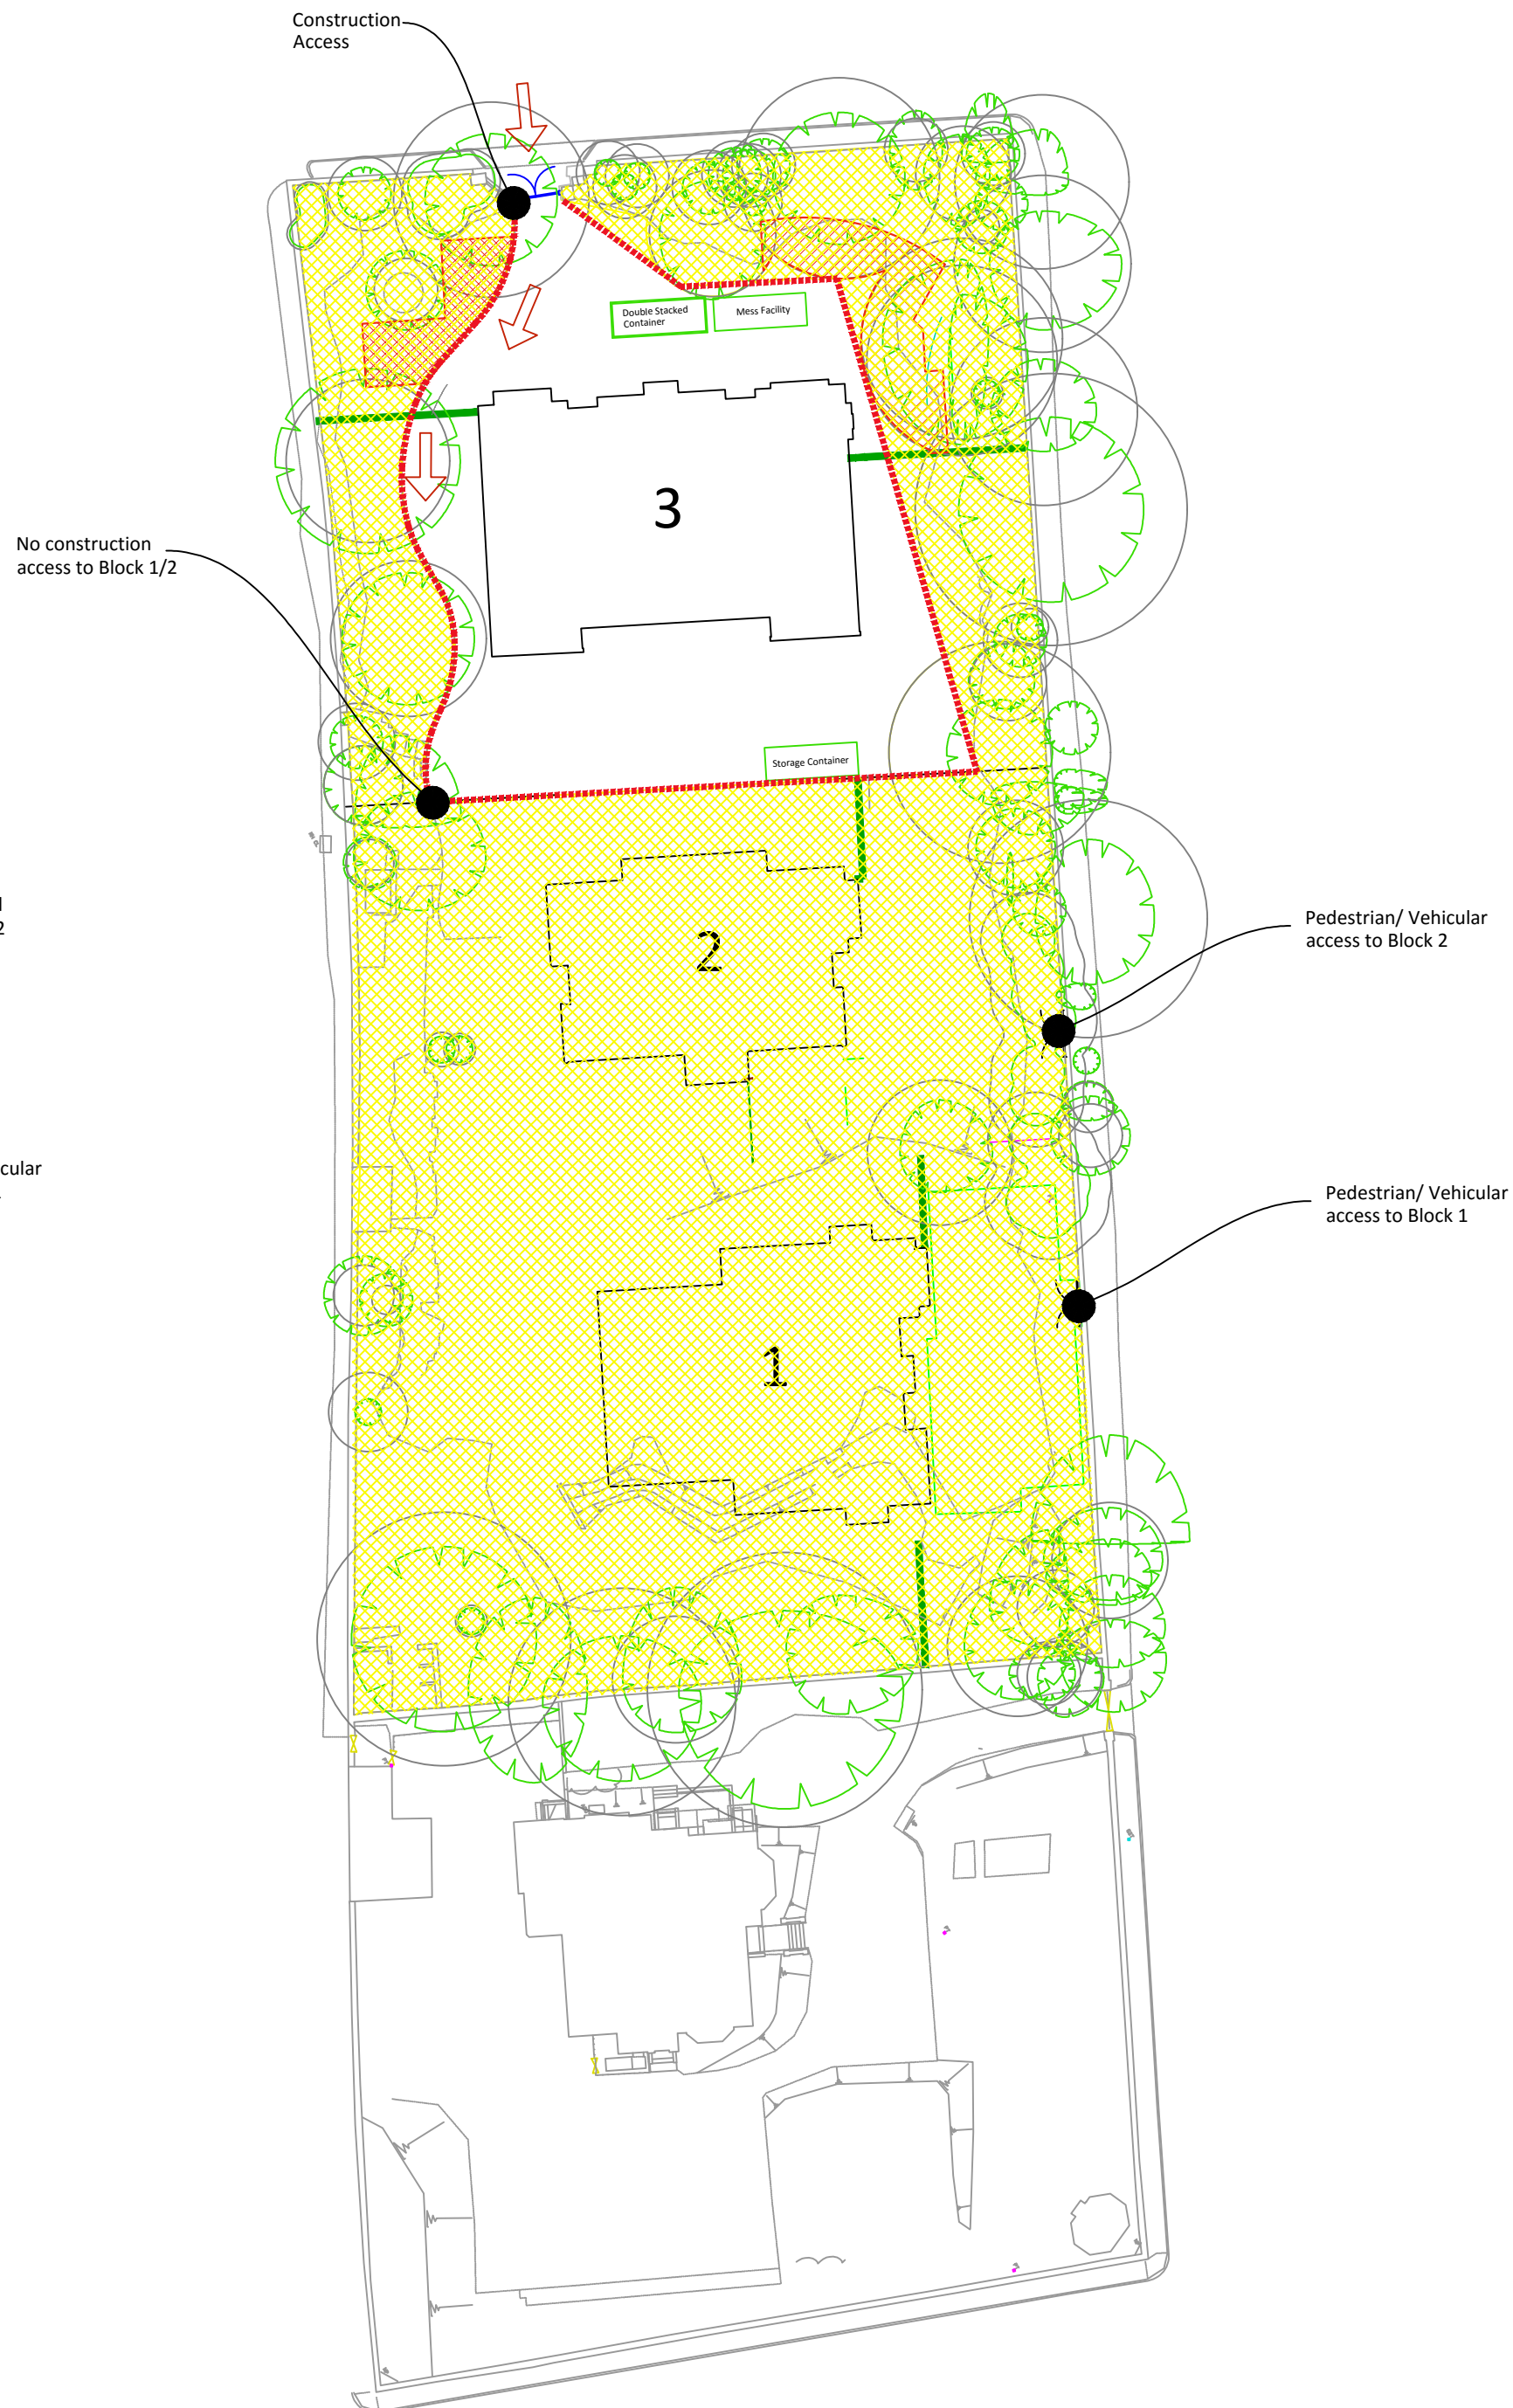 Construction
Access
Double Stacked
Container
Mess Facility
3
No construction
access to Block 1/2
Storage Container
2
2
Pedestrian/ Vehicular
access to Block 2
cular
Pedestrian/ Vehicular
access to Block 1
1